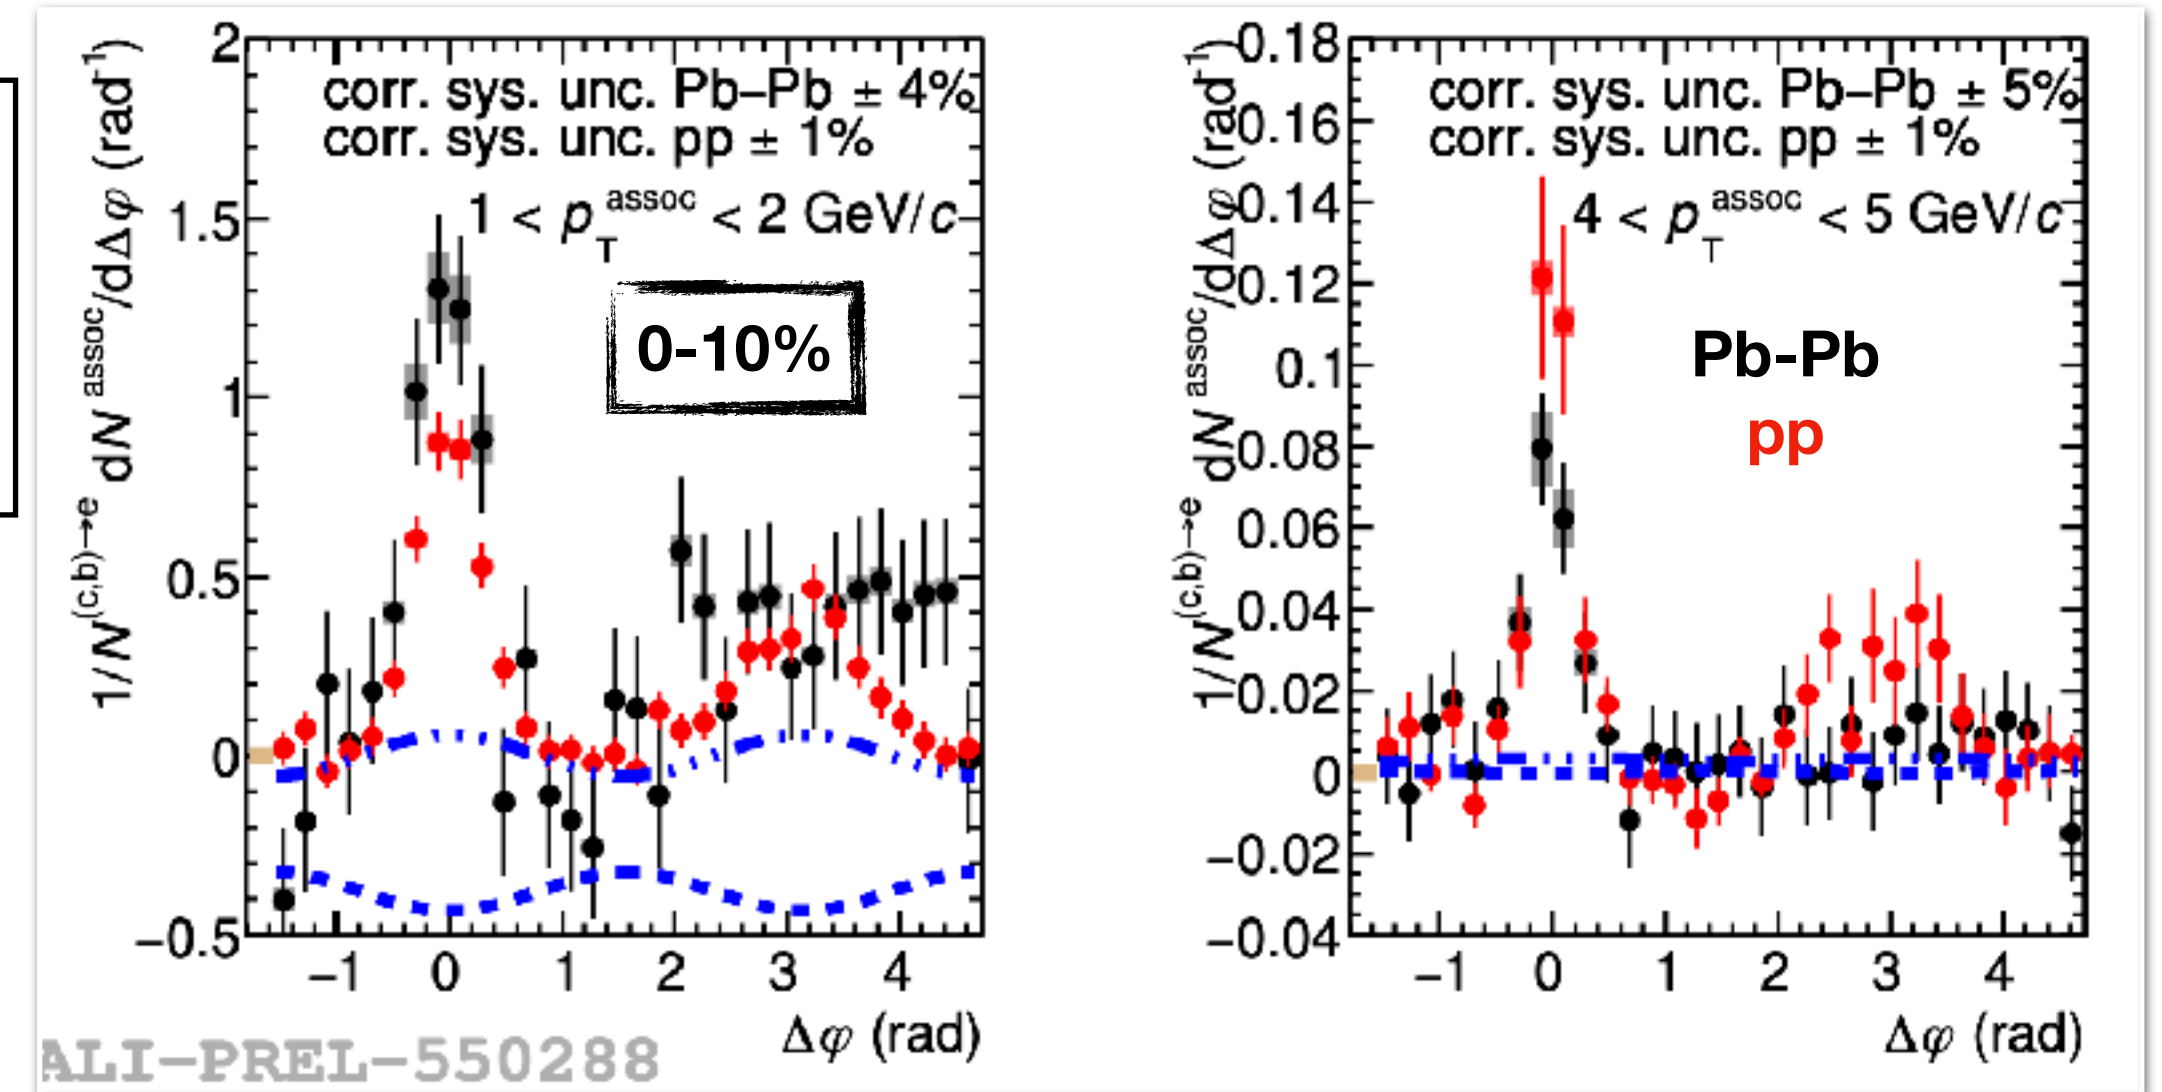 2
1.5
1
0.5
0
−0.5
1/N(c,b)→e dN assoc/dΔφ (rad-1)
corr. sys. unc. Pb−Pb ± 4%
corr. sys. unc. pp ± 1%
1 < pT assoc < 2 GeV/c
0-10%
−1 0 1 2 3 4
Δφ (rad)
ALI−PREL−550288
0.18
0.16
0.14
0.12
0.1
0.08
0.06
0.04
0.02
0
−0.02
−0.04
1/N(c,b)→e dN assoc/dΔφ (rad-1)
corr. sys. unc. Pb−Pb ± 5%
corr. sys. unc. pp ± 1%
4 < pT assoc < 5 GeV/c
Pb-Pb
pp
−1 0 1 2 3 4
Δφ (rad)